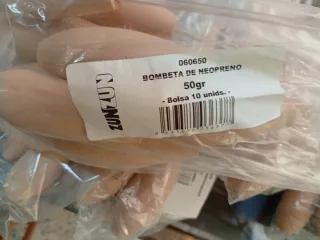 ZUNZUN
060650
BOMBETA DE NEOPRENO
50gr
- Bolsa 10 unids. -